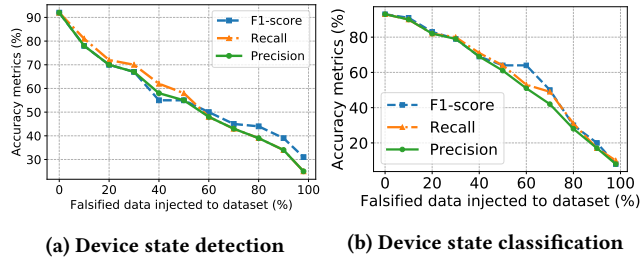 Accuracy metrics (%)
90
80
70
60
50
40
30
F1-score
Recall
Precision
0
20
40
60
80
100
Falsified data injected to dataset (%)
(a) Device state detection
Accuracy metrics (%)
80
60
40
20
F1-score
Recall
Precision
0
20
40
60
80
100
Falsified data injected to dataset (%)
(b) Device state classification